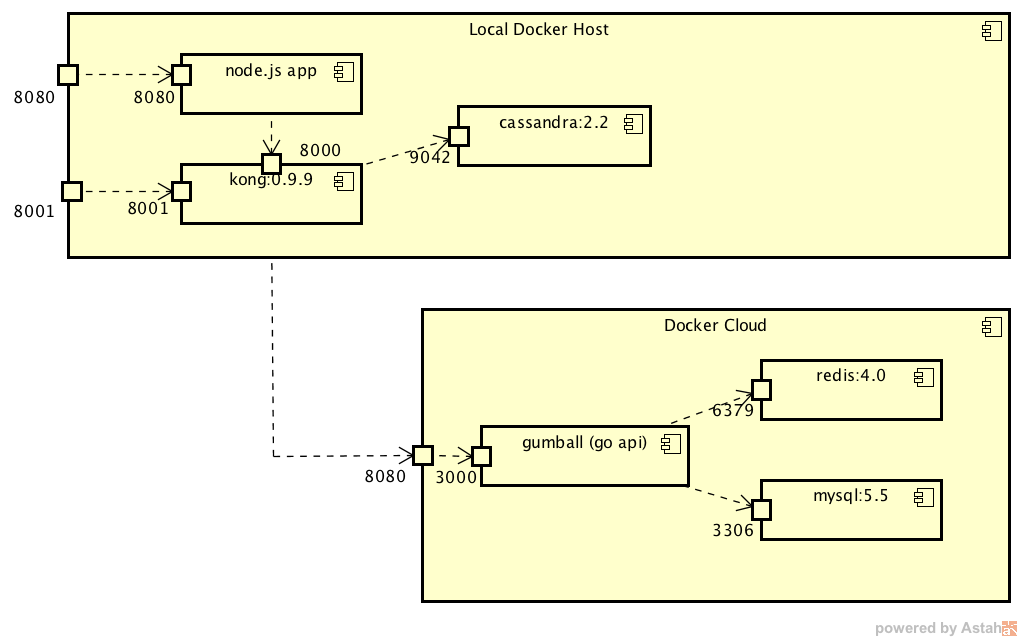 Local Docker Host
node.js app
8080
8080
cassandra:2.2
8000
9042
kong:0.9.9
8001
8001
Docker Cloud
redis:4.0
6379
gumball (go api)
8080
3000
mysql:5.5
3306
powered by Astah